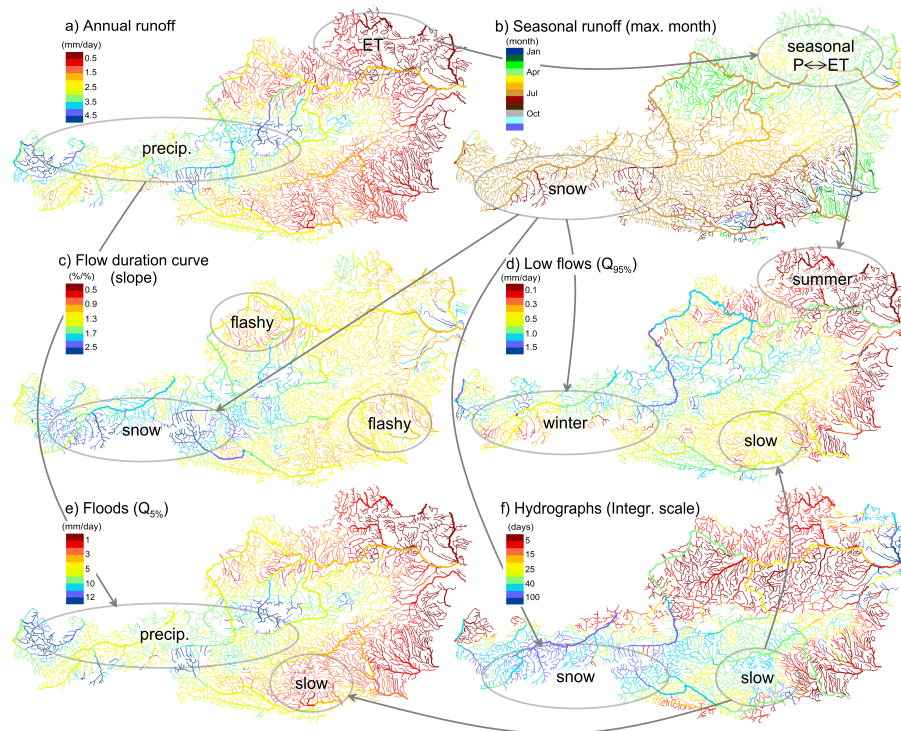 a) Annual runoff
(mm/day)
0.5
1.5
2.5
3.5
4.5
ET
precip.
b) Seasonal runoff (max. month)
(month)
Jan
Apr
Jul
Oct
seasonal
P↔ET
snow
c) Flow duration curve
(slope)
(%/%)
0.5
0.9
1.3
1.7
2.5
flashy
snow
flashy
d) Low flows (Q95%)
(mm/day)
0.1
0.3
0.5
1.0
1.5
summer
winter
slow
e) Floods (Q5%)
(mm/day)
1
3
5
10
12
precip.
slow
f) Hydrographs (Integr. scale)
(days)
5
15
25
40
100
snow
slow